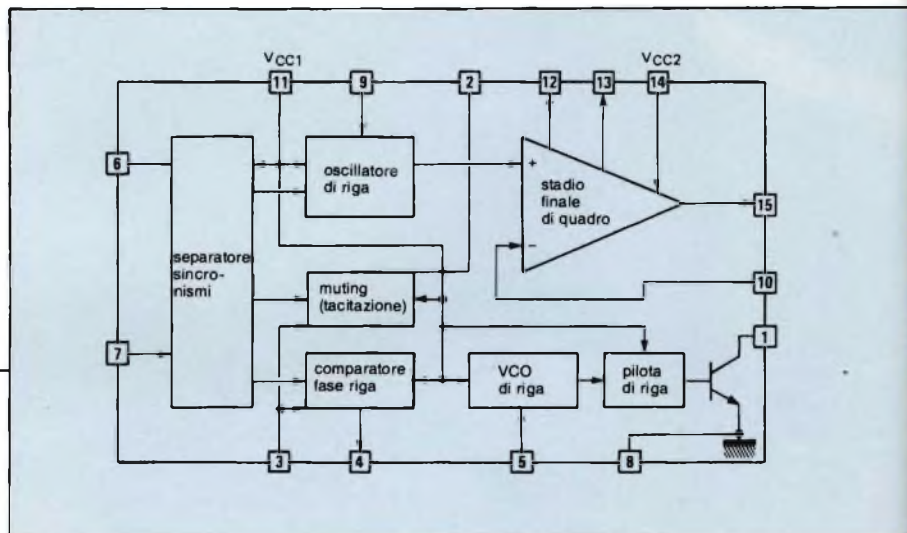 VCC1
VCC2
11
9
2
12
13
14
6
oscillatore
di riga
+
stadio
finale
di quadro
15
separatore
sincro-
nismi
−
10
muting
(tacitazione)
1
7
comparatore
fase riga
VCO
di riga
pilota
di riga
3
4
5
8